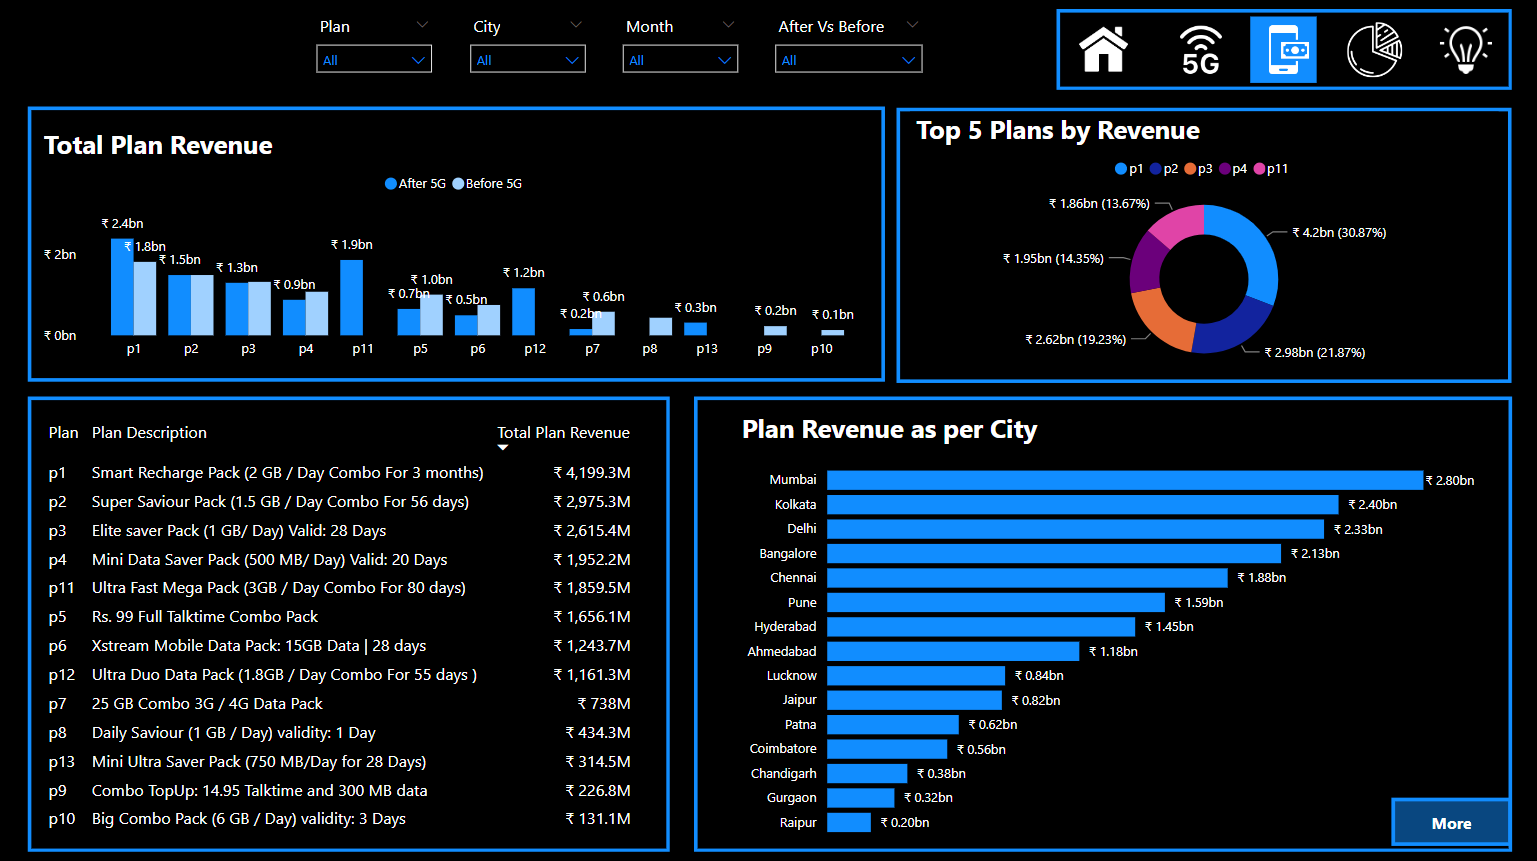 Plan City Month After Vs Before
All All All All
5G
Total Plan Revenue
After 5G Before 5G
₹ 2bn
₹ 0bn
₹ 2.4bn
₹ 1.8bn
₹ 1.5bn
₹ 1.3bn
₹ 0.9bn
₹ 1.9bn
₹ 0.7bn
₹ 1.0bn
₹ 0.5bn
₹ 1.2bn
₹ 0.2bn
₹ 0.6bn
₹ 0.3bn
₹ 0.2bn
₹ 0.1bn
p1 p2 p3 p4 p11 p5 p6 p12 p7 p8 p13 p9 p10
Top 5 Plans by Revenue
p1 p2 p3 p4 p11
₹ 1.86bn (13.67%)
₹ 4.2bn (30.87%)
₹ 1.95bn (14.35%)
₹ 2.62bn (19.23%)
₹ 2.98bn (21.87%)
Plan Plan Description Total Plan Revenue
p1 Smart Recharge Pack (2 GB / Day Combo For 3 months) ₹ 4,199.3M
p2 Super Saviour Pack (1.5 GB / Day Combo For 56 days) ₹ 2,975.3M
p3 Elite saver Pack (1 GB/ Day) Valid: 28 Days ₹ 2,615.4M
p4 Mini Data Saver Pack (500 MB/ Day) Valid: 20 Days ₹ 1,952.2M
p11 Ultra Fast Mega Pack (3GB / Day Combo For 80 days) ₹ 1,859.5M
p5 Rs. 99 Full Talktime Combo Pack ₹ 1,656.1M
p6 Xstream Mobile Data Pack: 15GB Data | 28 days ₹ 1,243.7M
p12 Ultra Duo Data Pack (1.8GB / Day Combo For 55 days ) ₹ 1,161.3M
p7 25 GB Combo 3G / 4G Data Pack ₹ 738M
p8 Daily Saviour (1 GB / Day) validity: 1 Day ₹ 434.3M
p13 Mini Ultra Saver Pack (750 MB/Day for 28 Days) ₹ 314.5M
p9 Combo TopUp: 14.95 Talktime and 300 MB data ₹ 226.8M
p10 Big Combo Pack (6 GB / Day) validity: 3 Days ₹ 131.1M
Plan Revenue as per City
Mumbai ₹ 2.80bn
Kolkata ₹ 2.40bn
Delhi ₹ 2.33bn
Bangalore ₹ 2.13bn
Chennai ₹ 1.88bn
Pune ₹ 1.59bn
Hyderabad ₹ 1.45bn
Ahmedabad ₹ 1.18bn
Lucknow ₹ 0.84bn
Jaipur ₹ 0.82bn
Patna ₹ 0.62bn
Coimbatore ₹ 0.56bn
Chandigarh ₹ 0.38bn
Gurgaon ₹ 0.32bn
Raipur ₹ 0.20bn
More